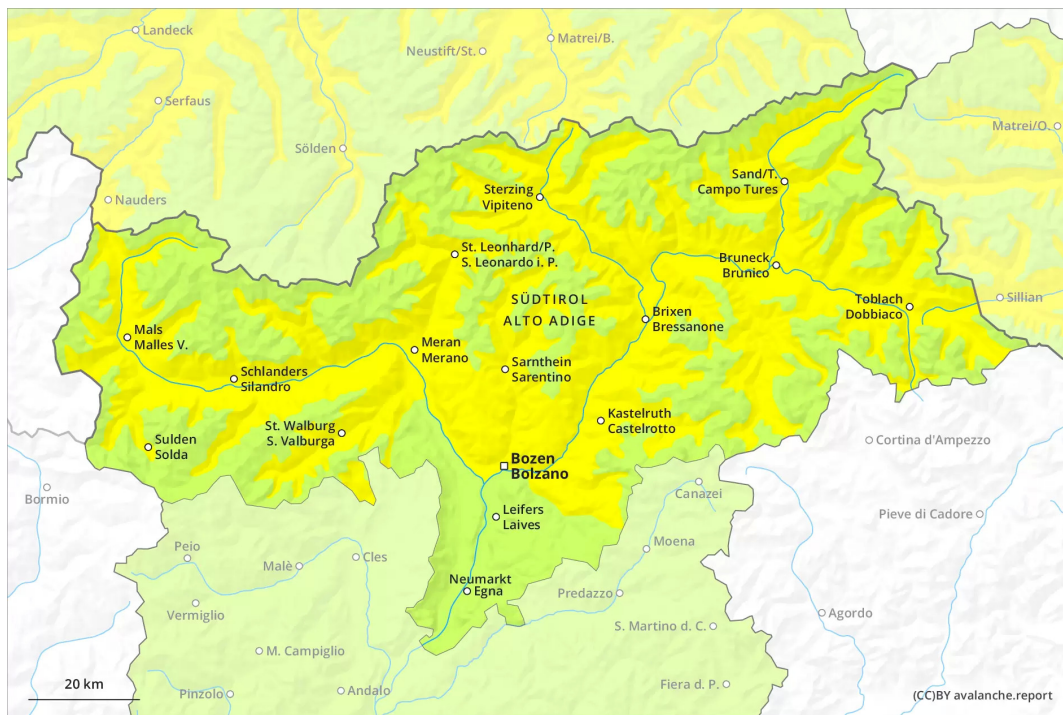 Landeck
Matrei/B.
Neustift/St.
Serfaus
Matrei/O.
Sölden
Sand/T.
Campo Tures
Sterzing
Vipiteno
Nauders
St. Leonhard/P.
S. Leonardo i. P.
Bruneck
Brunico
SÜDTIROL
ALTO ADIGE
Toblach
Dobbiaco
Sillian
Brixen
Bressanone
Mals
Malles V.
Meran
Merano
Sarnthein
Sarentino
Schlanders
Silandro
Kastelruth
Castelrotto
St. Walburg
S. Valburga
Sulden
Solda
Cortina d'Ampezzo
Bozen
Bolzano
Bormio
Canazei
Leifers
Laives
Pieve di Cadore
Moena
Peio
Cles
Malè
Neumarkt
Egna
Predazzo
Vermiglio
Agordo
S. Martino d. C.
M. Campiglio
20 km
Pinzolo
Andalo
Fiera d. P.
(CC)BY avalanche.report